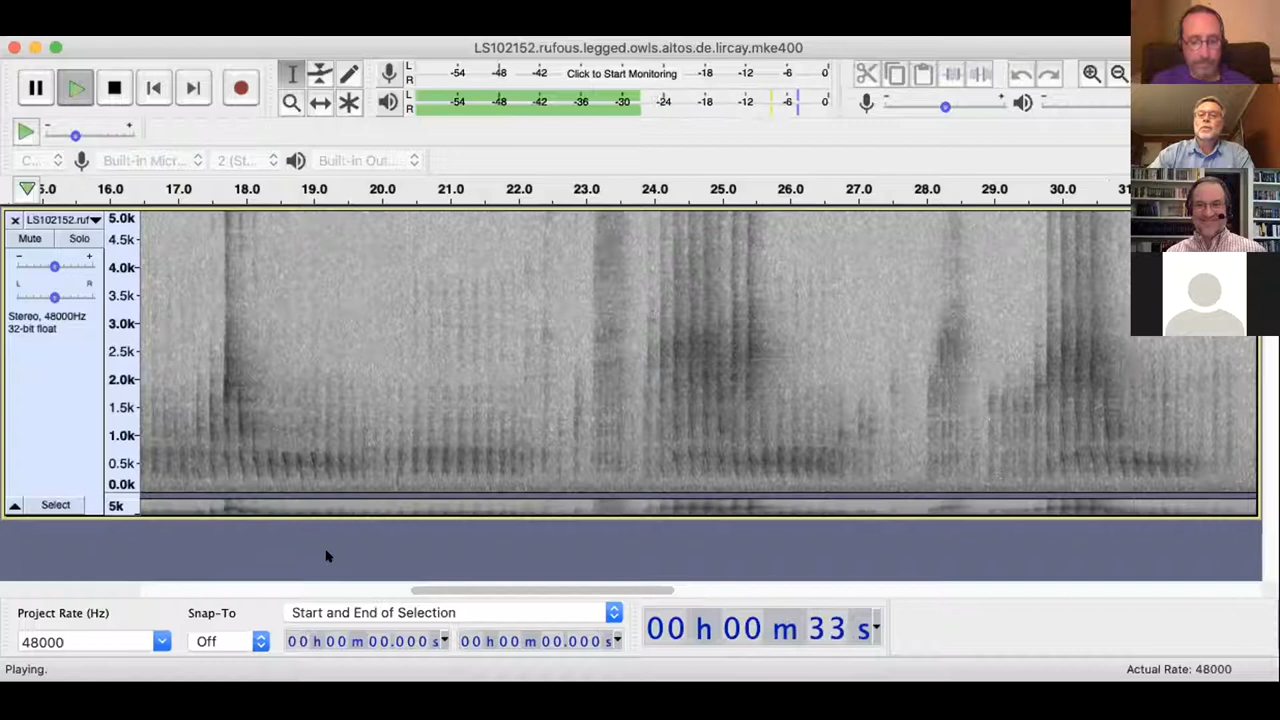 LS102152.rufous.legged.owls.altos.de.lircay.mke400
L
R
-54 -48 -42 Click to Start Monitoring -18 -12 -6 0
L
R
-54 -48 -42 -36 -30 -24 -18 -12 -6 0
- +
- +
C... Built-in Micr... 2 (St... Built-in Out...
5.0 16.0 17.0 18.0 19.0 20.0 21.0 22.0 23.0 24.0 25.0 26.0 27.0 28.0 29.0 30.0 31
× LS102152.ruf
Mute Solo
- +
L R
Stereo, 48000Hz
32-bit float
Select
5.0k
4.5k
4.0k
3.5k
3.0k
2.5k
2.0k
1.5k
1.0k
0.5k
0.0k
5k
Project Rate (Hz) Snap-To Start and End of Selection
48000 Off 00 h 00 m 00.000 s 00 h 00 m 00.000 s
00 h 00 m 33 s
Playing. Actual Rate: 48000